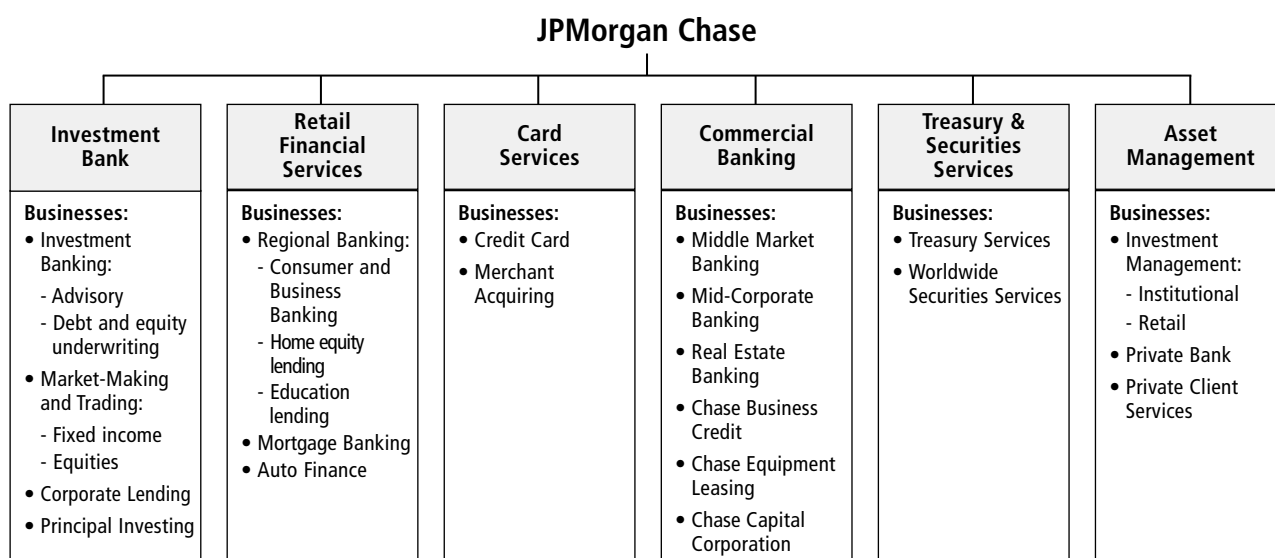 JPMorgan Chase
Investment
Bank
Businesses:
• Investment
Banking:
- Advisory
- Debt and equity
underwriting
• Market-Making
and Trading:
- Fixed income
- Equities
• Corporate Lending
• Principal Investing
Retail
Financial
Services
Businesses:
• Regional Banking:
- Consumer and
Business
Banking
- Home equity
lending
- Education
lending
• Mortgage Banking
• Auto Finance
Card
Services
Businesses:
• Credit Card
• Merchant
Acquiring
Commercial
Banking
Businesses:
• Middle Market
Banking
• Mid-Corporate
Banking
• Real Estate
Banking
• Chase Business
Credit
• Chase Equipment
Leasing
• Chase Capital
Corporation
Treasury &
Securities
Services
Businesses:
• Treasury Services
• Worldwide
Securities Services
Asset
Management
Businesses:
• Investment
Management:
- Institutional
- Retail
• Private Bank
• Private Client
Services